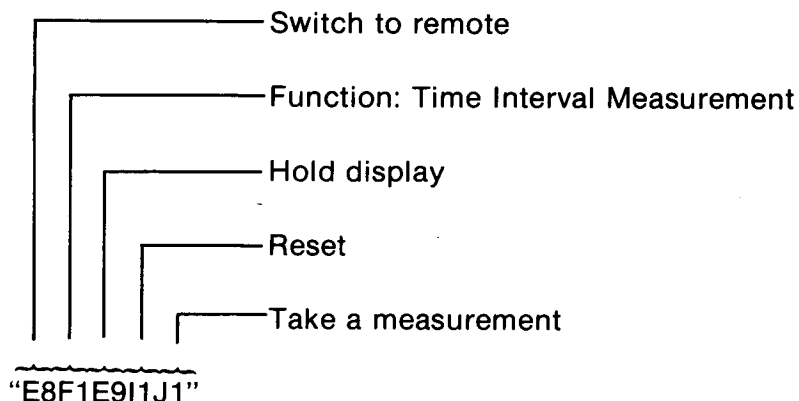 Switch to remote
Function: Time Interval Measurement
Hold display
Reset
Take a measurement
“E8F1E9I1J1”